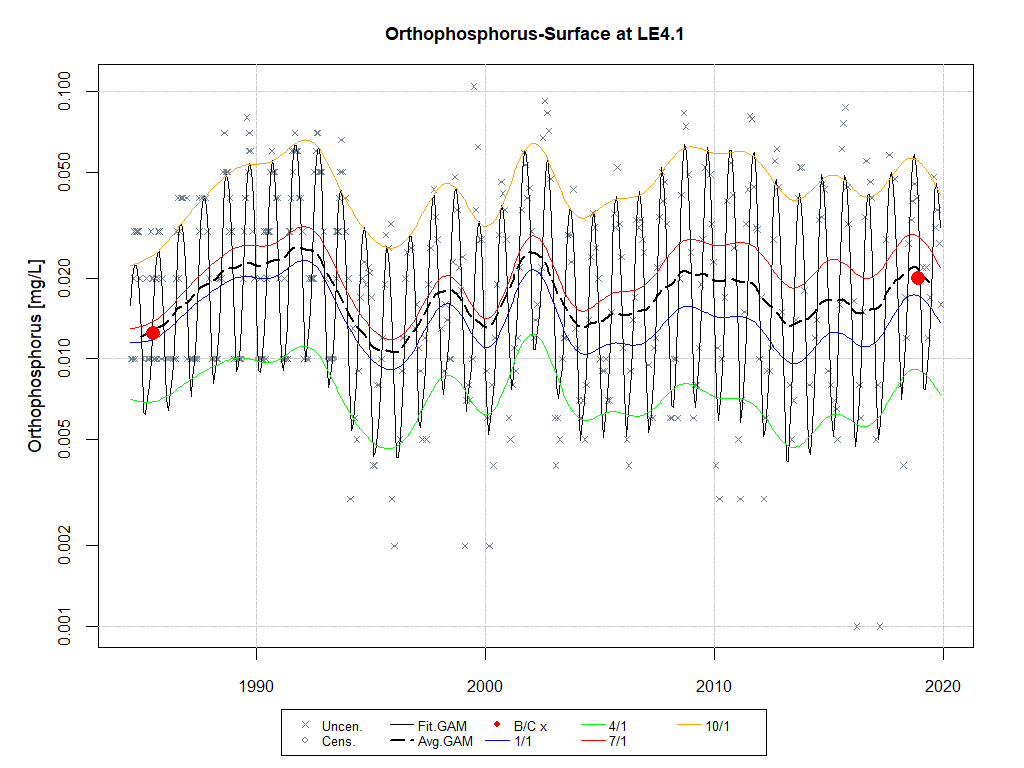 Orthophosphorus-Surface at LE4.1
Orthophosphorus [mg/L]
0.100
0.050
0.020
0.010
0.005
0.002
0.001
1990 2000 2010 2020
Uncen. Fit.GAM B/C x 4/1 10/1
Cens. Avg.GAM 1/1 7/1